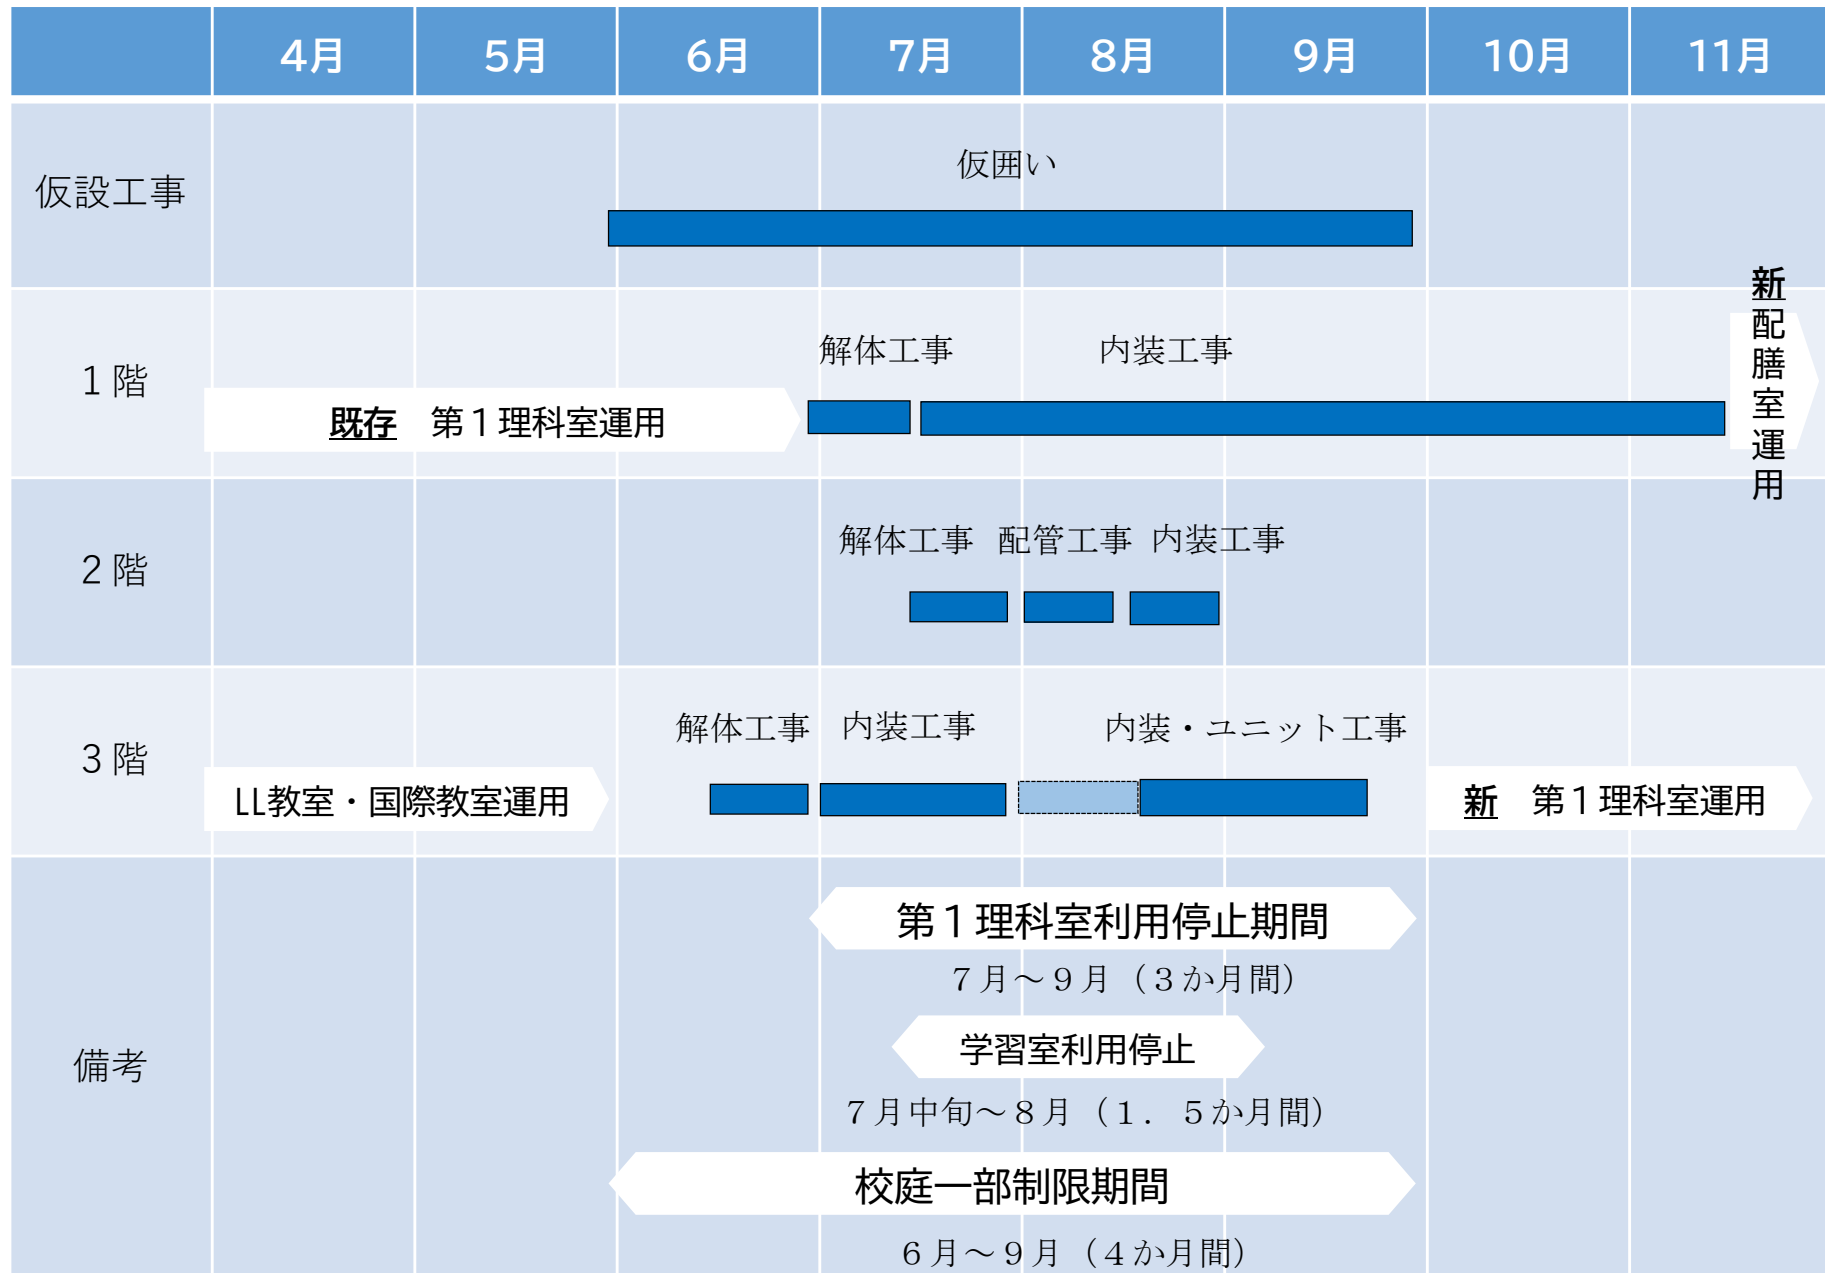 4月 5月 6月 7月 8月 9月 10月 11月
仮設工事
仮囲い
1階
解体工事 内装工事
既存 第1理科室運用
新配膳室運用
2階
解体工事 配管工事 内装工事
3階
解体工事 内装工事 内装・ユニット工事
LL教室・国際教室運用
新 第1理科室運用
備考
第1理科室利用停止期間
7月～9月（3か月間）
学習室利用停止
7月中旬～8月（1．5か月間）
校庭一部制限期間
6月～9月（4か月間）